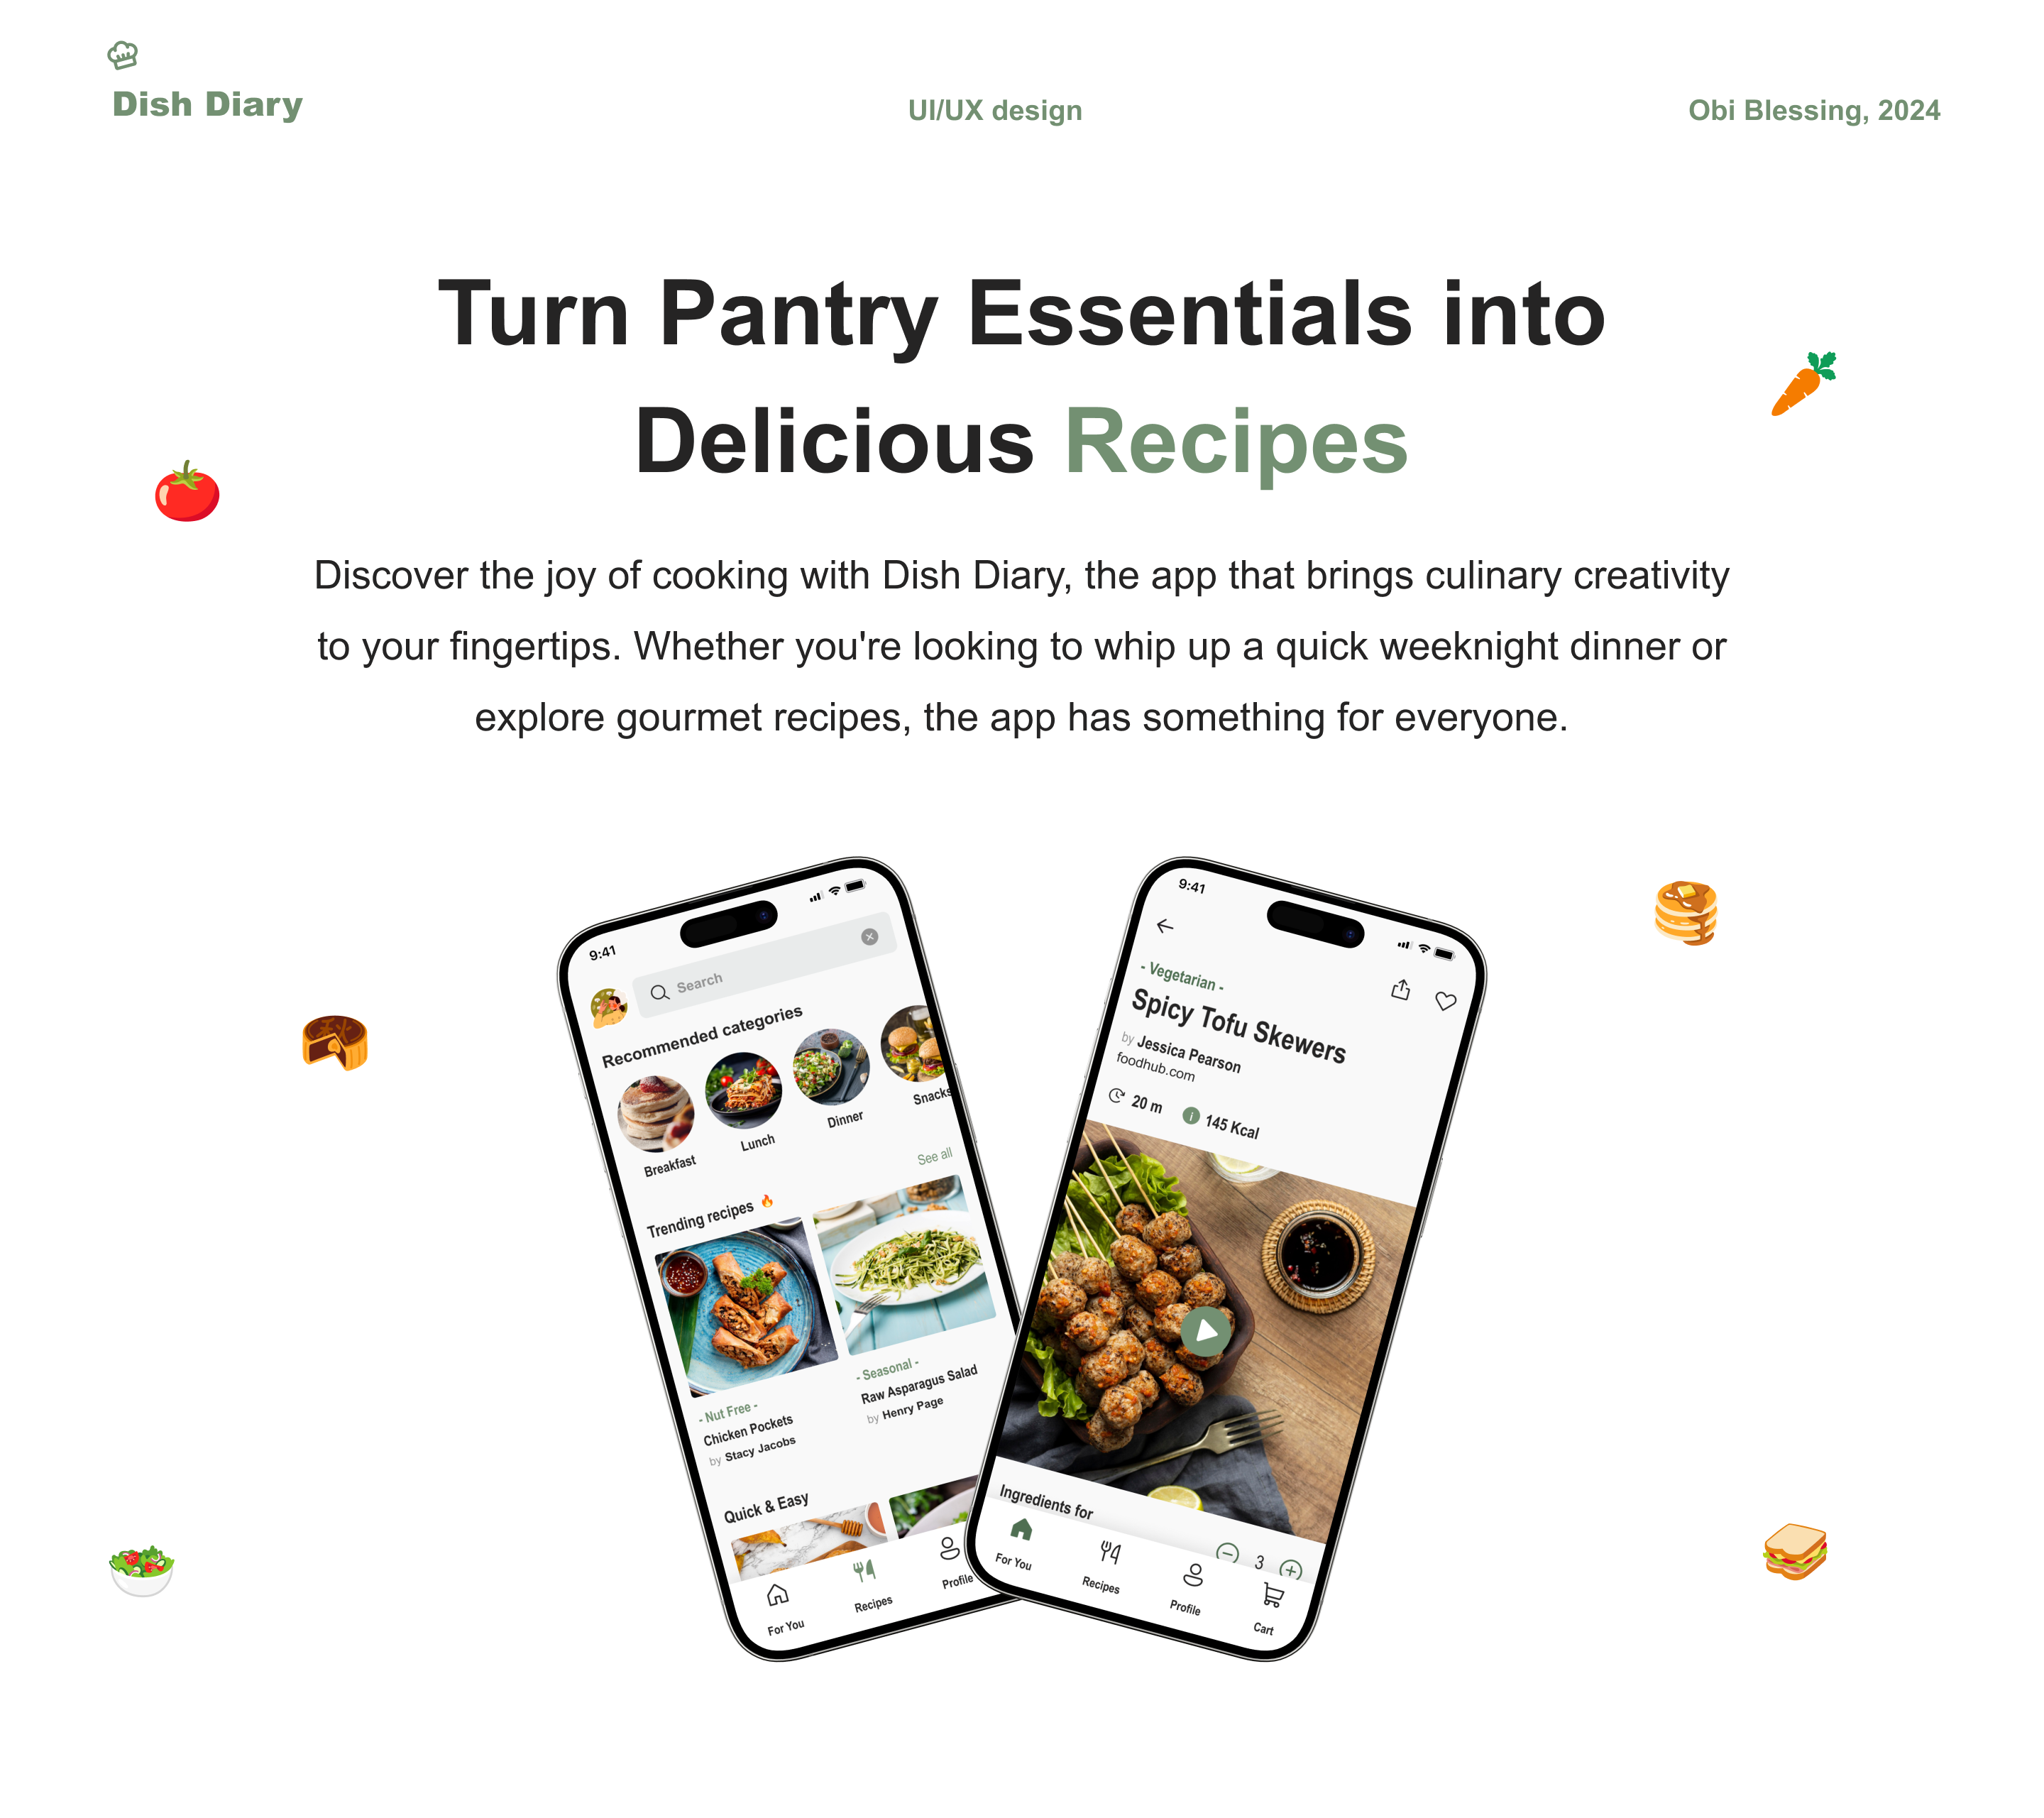 Dish Diary
UI/UX design
Obi Blessing, 2024
Turn Pantry Essentials into
Delicious Recipes
Discover the joy of cooking with Dish Diary, the app that brings culinary creativity
to your fingertips. Whether you're looking to whip up a quick weeknight dinner or
explore gourmet recipes, the app has something for everyone.
9:41
Search
Recommended categories
Breakfast
Lunch
Dinner
Snacks
See all
Trending recipes 🔥
- Nut Free -
Chicken Pockets
by Stacy Jacobs
- Seasonal -
Raw Asparagus Salad
by Henry Page
Quick & Easy
For You
Recipes
Profile
9:41
- Vegetarian -
Spicy Tofu Skewers
by Jessica Pearson
foodhub.com
20 m
145 Kcal
Ingredients for
3
For You
Recipes
Profile
Cart